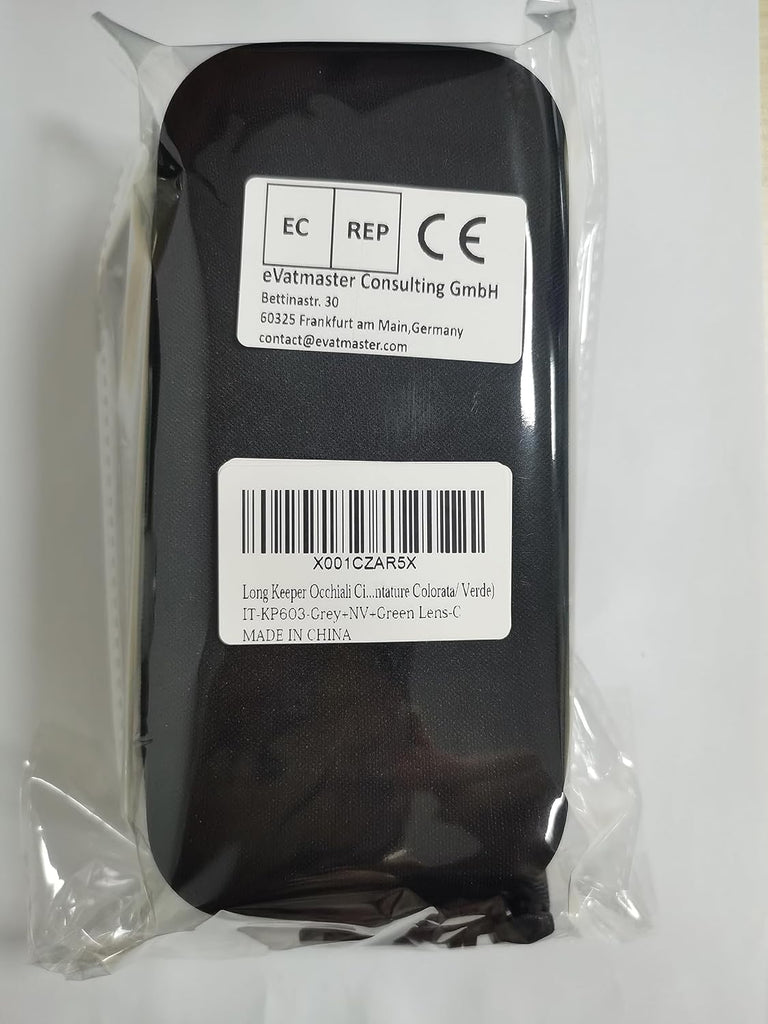 EC REP CE
eVatmaster Consulting GmbH
Bettinastr. 30
60325 Frankfurt am Main,Germany
contact@evatmaster.com
X001CZAR5X
Long Keeper Occhiali Ci...ntature Colorata/ Verde)
IT-KP603-Grey+NV+Green Lens-C
MADE IN CHINA